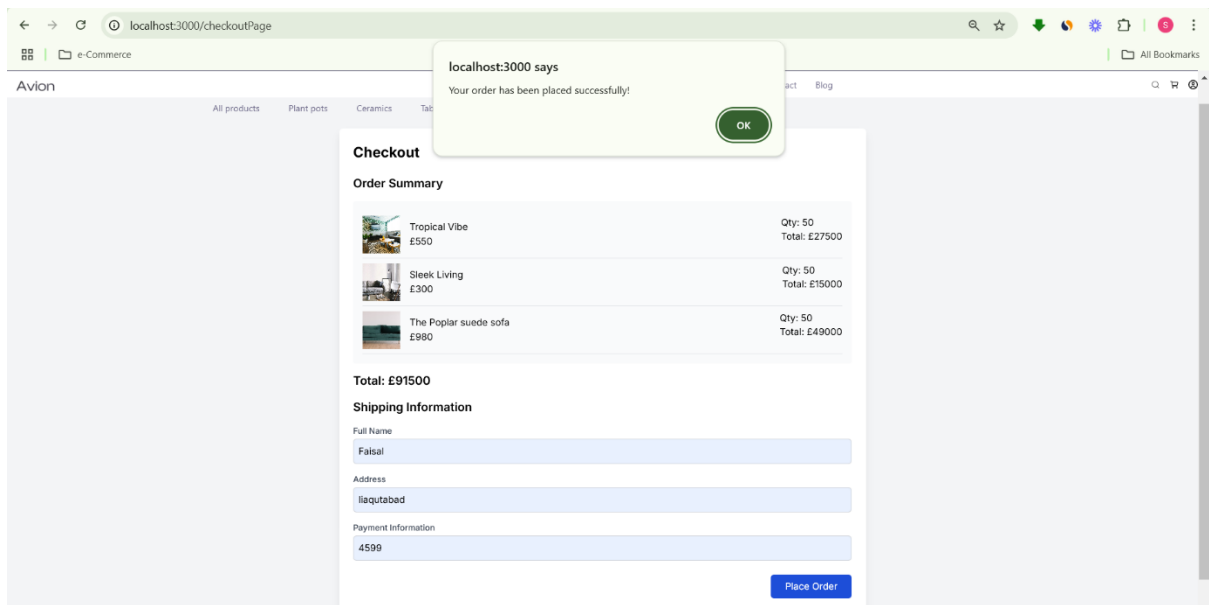 localhost:3000/checkoutPage
S
e-Commerce
All Bookmarks
localhost:3000 says
Your order has been placed successfully!
OK
Avion
act Blog
All products Plant pots Ceramics Tab
Checkout
Order Summary
Tropical Vibe
£550
Qty: 50
Total: £27500
Sleek Living
£300
Qty: 50
Total: £15000
The Poplar suede sofa
£980
Qty: 50
Total: £49000
Total: £91500
Shipping Information
Full Name
Faisal
Address
liaqutabad
Payment Information
4599
Place Order